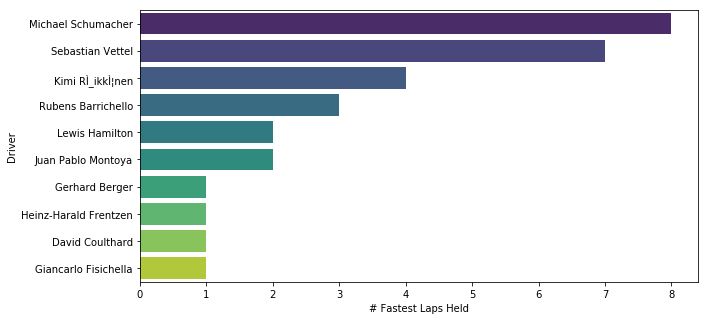 Michael Schumacher
Sebastian Vettel
Kimi RÌ_ikkÌ¦nen
Rubens Barrichello
Lewis Hamilton
Juan Pablo Montoya
Gerhard Berger
Heinz-Harald Frentzen
David Coulthard
Giancarlo Fisichella
Driver
0 1 2 3 4 5 6 7 8
# Fastest Laps Held